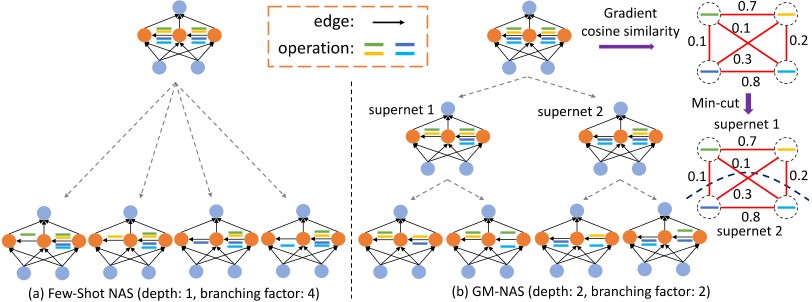 edge:
operation:
Gradient
cosine similarity
0.7
0.1
0.1
0.2
0.3
0.8
Min-cut
supernet 1
supernet 2
supernet 1
0.7
0.1
0.1
0.2
0.3
0.8
supernet 2
(a) Few-Shot NAS (depth: 1, branching factor: 4)
(b) GM-NAS (depth: 2, branching factor: 2)